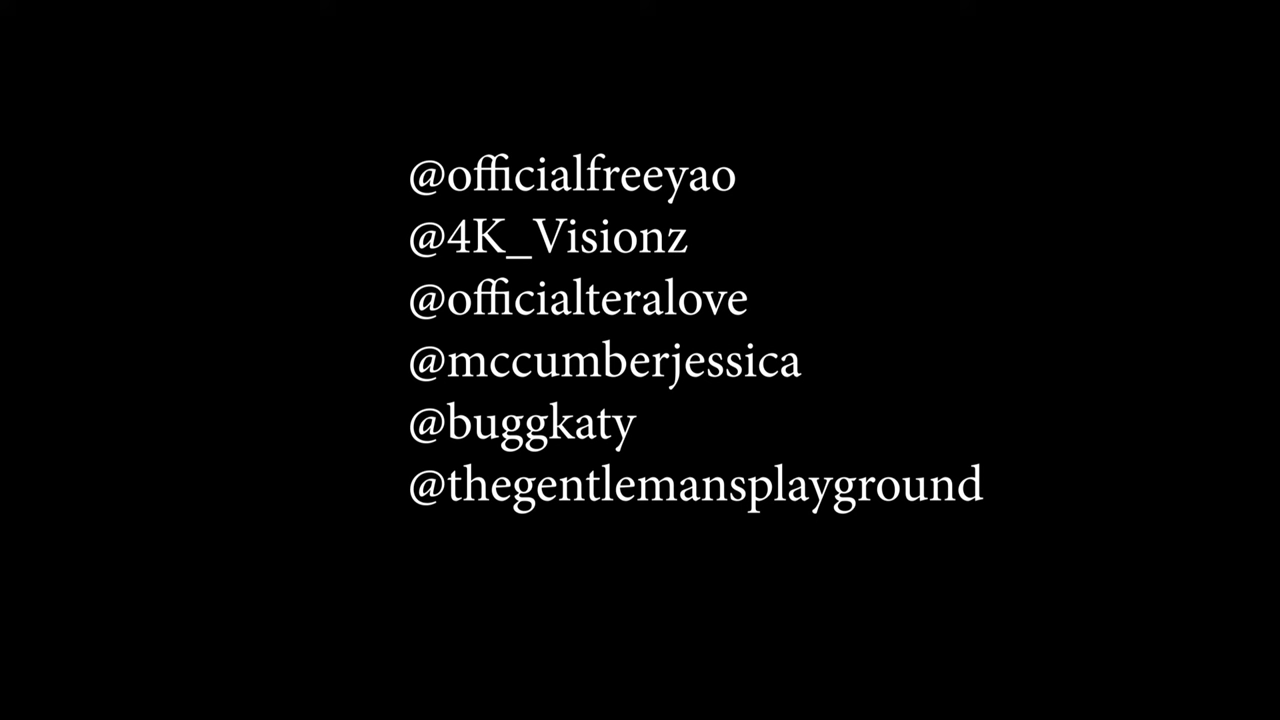 @officialfreeyao
@4K_Visionz
@officialteralove
@mccumberjessica
@buggkaty
@thegentlemansplayground